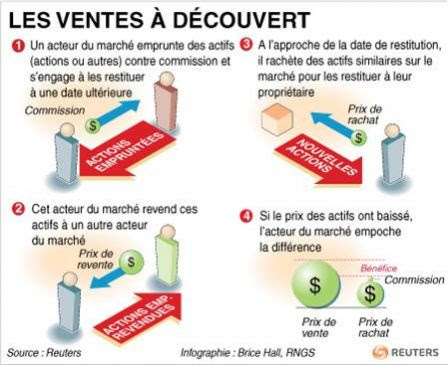 LES VENTES À DÉCOUVERT
1 Un acteur du marché emprunte des actifs
(actions ou autres) contre commission et
s'engage à les restituer
à une date ultérieure
Commission
$
ACTIONS
EMPRUNTÉES
2 Cet acteur du marché revend ces
actifs à un autre acteur
du marché
Prix de
revente
$
ACTIONS EMP.
REVENDUES
3 A l'approche de la date de restitution,
il rachète des actifs similaires sur le
marché pour les restituer à leur
propriétaire
Prix de
rachat
$
NOUVELLES
ACTIONS
4 Si le prix des actifs ont baissé,
l'acteur du marché empoche
la différence
Bénéfice
Commission
$
$
Prix de
vente
Prix de
rachat
Source : Reuters
Infographie : Brice Hall, RNGS
REUTERS